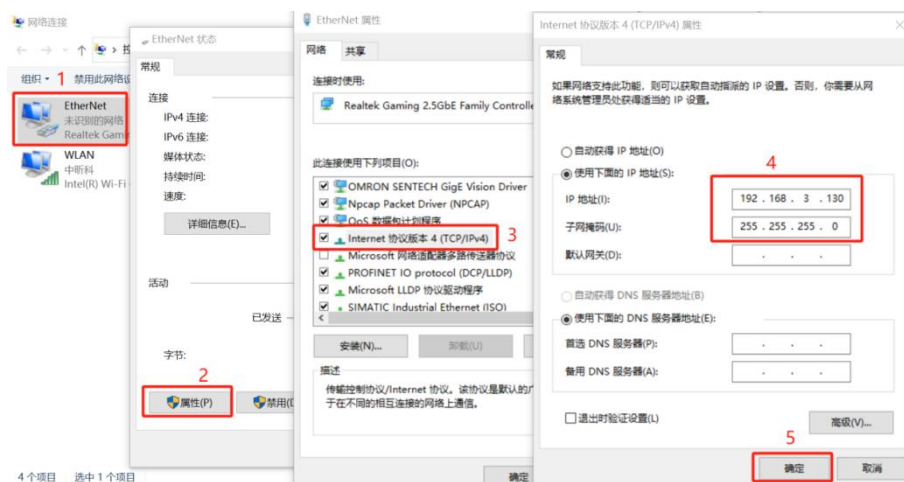 网络连接
组织
1
禁用此网络设
EtherNet
未识别的网络
Realtek Gam
WLAN
中昕科
Intel(R) Wi-Fi
4 个项目
选中 1 个项目
EtherNet 状态
常规
连接
IPv4 连接:
IPv6 连接:
媒体状态:
持续时间:
速度:
详细信息(E)...
活动
已发送
字节:
2
属性(P)
禁用(D
EtherNet 属性
网络
共享
连接时使用:
Realtek Gaming 2.5GbE Family Controlle
此连接使用下列项目(O):
OMRON SENTECH GigE Vision Driver
Npcap Packet Driver (NPCAP)
QoS 数据包计划程序
Internet 协议版本 4 (TCP/IPv4)
3
Microsoft 网络适配器多路传送器协议
PROFINET IO protocol (DCP/LLDP)
Microsoft LLDP 协议驱动程序
SIMATIC Industrial Ethernet (ISO)
安装(N)...
卸载(U)
描述
传输控制协议/Internet 协议。该协议是默认的广
于在不同的相互连接的网络上通信。
确定
Internet 协议版本 4 (TCP/IPv4) 属性
常规
如果网络支持此功能，则可以获取自动指派的 IP 设置。否则，你需要从网
络系统管理员处获得适当的 IP 设置。
自动获得 IP 地址(O)
4
使用下面的 IP 地址(S):
IP 地址(I):
192 . 168 . 3 . 130
子网掩码(U):
255 . 255 . 255 . 0
默认网关(D):
自动获得 DNS 服务器地址(B)
使用下面的 DNS 服务器地址(E):
首选 DNS 服务器(P):
备用 DNS 服务器(A):
退出时验证设置(L)
高级(V)...
5
确定
取消